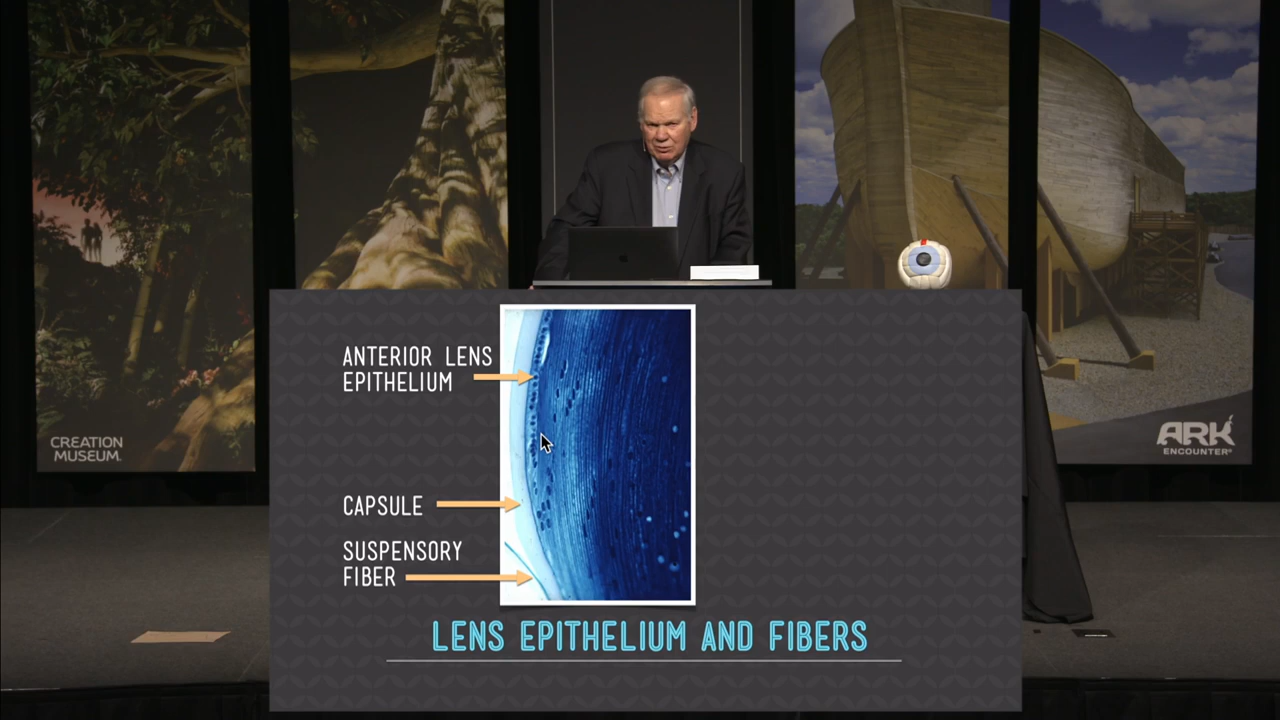 ANTERIOR LENS
EPITHELIUM
CAPSULE
SUSPENSORY
FIBER
LENS EPITHELIUM AND FIBERS
CREATION
MUSEUM
ARK
ENCOUNTER